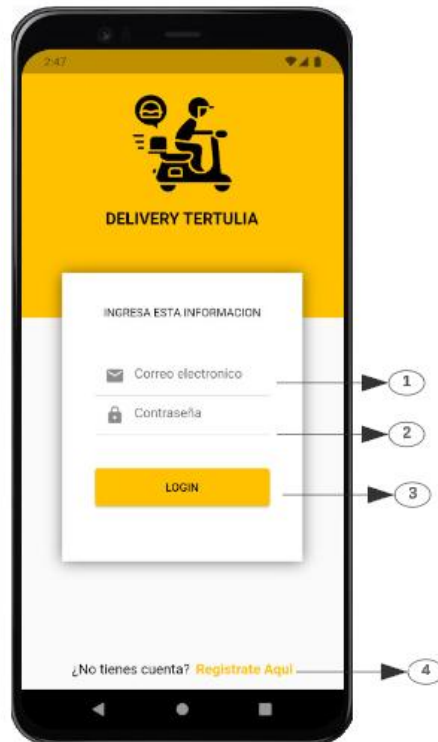 2:47
DELIVERY TERTULIA
INGRESA ESTA INFORMACION
Correo electronico
1
Contraseña
2
LOGIN
3
¿No tienes cuenta? Registrate Aqui
4